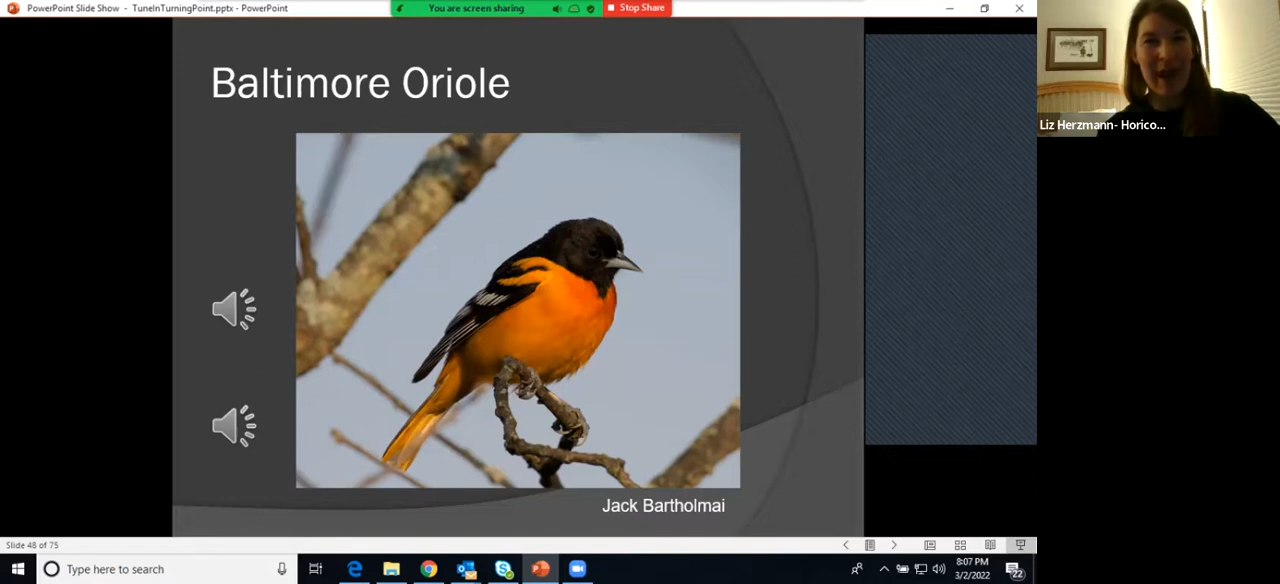 PowerPoint Slide Show - TuneInTurningPoint.pptx - PowerPoint
You are screen sharing
Stop Share
Baltimore Oriole
Liz Herzmann- Horico...
Jack Bartholmai
Slide 48 of 75
Type here to search
8:07 PM
3/2/2022
22